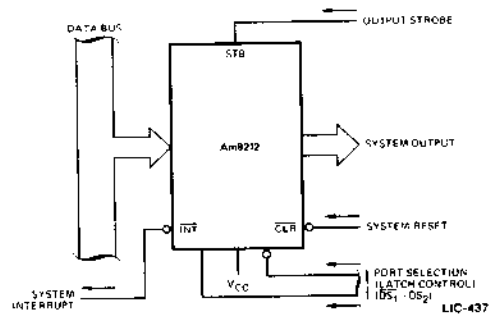 OUTPUT STROBE
DATA BUS
STB
Am8212
SYSTEM OUTPUT
INT
CLR
SYSTEM RESET
VCC
PORT SELECTION
(LATCH CONTROL)
(DS1 · DS2)
SYSTEM
INTERRUPT
LIC-437